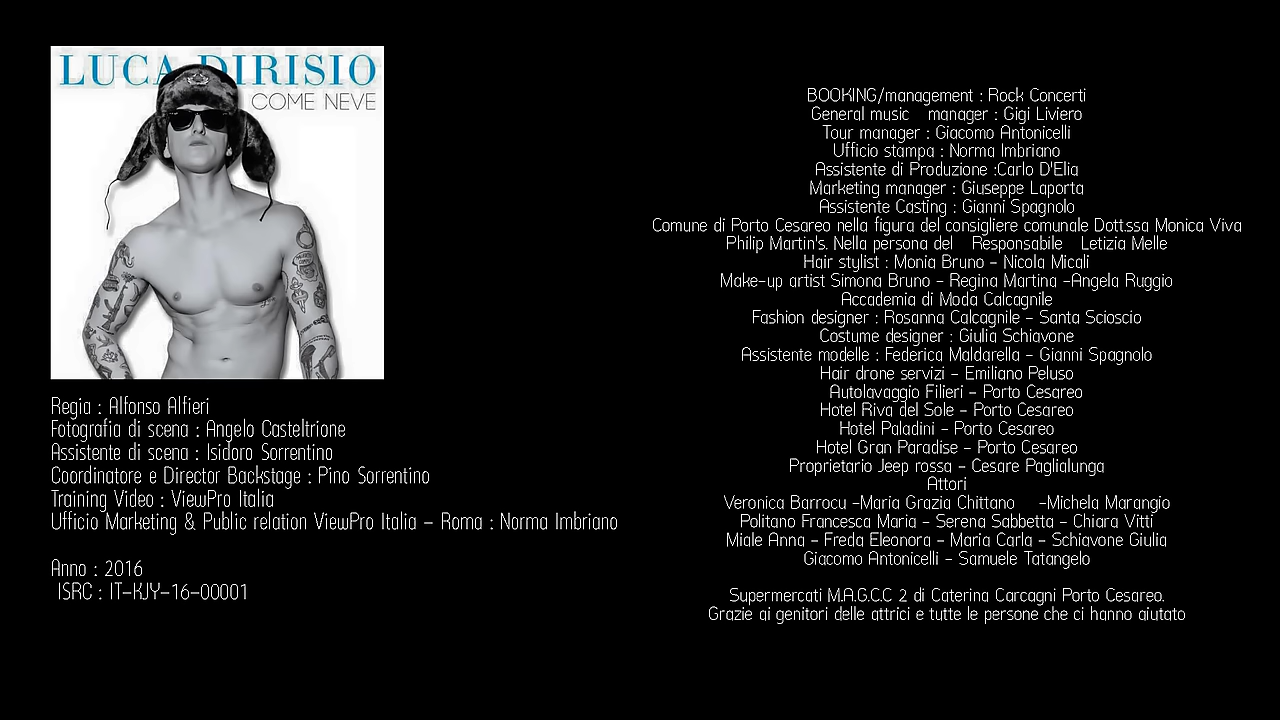 LUCA DIRISIO
COME NEVE
Regia : Alfonso Alfieri
Fotografia di scena : Angelo Casteltrione
Assistente di scena : Isidoro Sorrentino
Coordinatore e Director Backstage : Pino Sorrentino
Training Video : ViewPro Italia
Ufficio Marketing & Public relation ViewPro Italia - Roma : Norma Imbriano
Anno : 2016
ISRC : IT-KJY-16-00001
BOOKING/management : Rock Concerti
General music manager : Gigi Liviero
Tour manager : Giacomo Antonicelli
Ufficio stampa : Norma Imbriano
Assistente di Produzione :Carlo D'Elia
Marketing manager : Giuseppe Laporta
Assistente Casting : Gianni Spagnolo
Comune di Porto Cesareo nella figura del consigliere comunale Dott.ssa Monica Viva
Philip Martin's. Nella persona del Responsabile Letizia Melle
Hair stylist : Monia Bruno - Nicola Micali
Make-up artist Simona Bruno - Regina Martina -Angela Ruggio
Accademia di Moda Calcagnile
Fashion designer : Rosanna Calcagnile - Santa Scioscio
Costume designer : Giulia Schiavone
Assistente modelle : Federica Maldarella - Gianni Spagnolo
Hair drone servizi - Emiliano Peluso
Autolavaggio Filieri - Porto Cesareo
Hotel Riva del Sole - Porto Cesareo
Hotel Paladini - Porto Cesareo
Hotel Gran Paradise - Porto Cesareo
Proprietario Jeep rossa - Cesare Paglialunga
Attori
Veronica Barrocu -Maria Grazia Chittano -Michela Marangio
Politano Francesca Maria - Serena Sabbetta - Chiara Vitti
Miale Anna - Freda Eleonora - Maria Carla - Schiavone Giulia
Giacomo Antonicelli - Samuele Tatangelo
Supermercati M.A.G.C.C 2 di Caterina Carcagni Porto Cesareo.
Grazie ai genitori delle attrici e tutte le persone che ci hanno aiutato